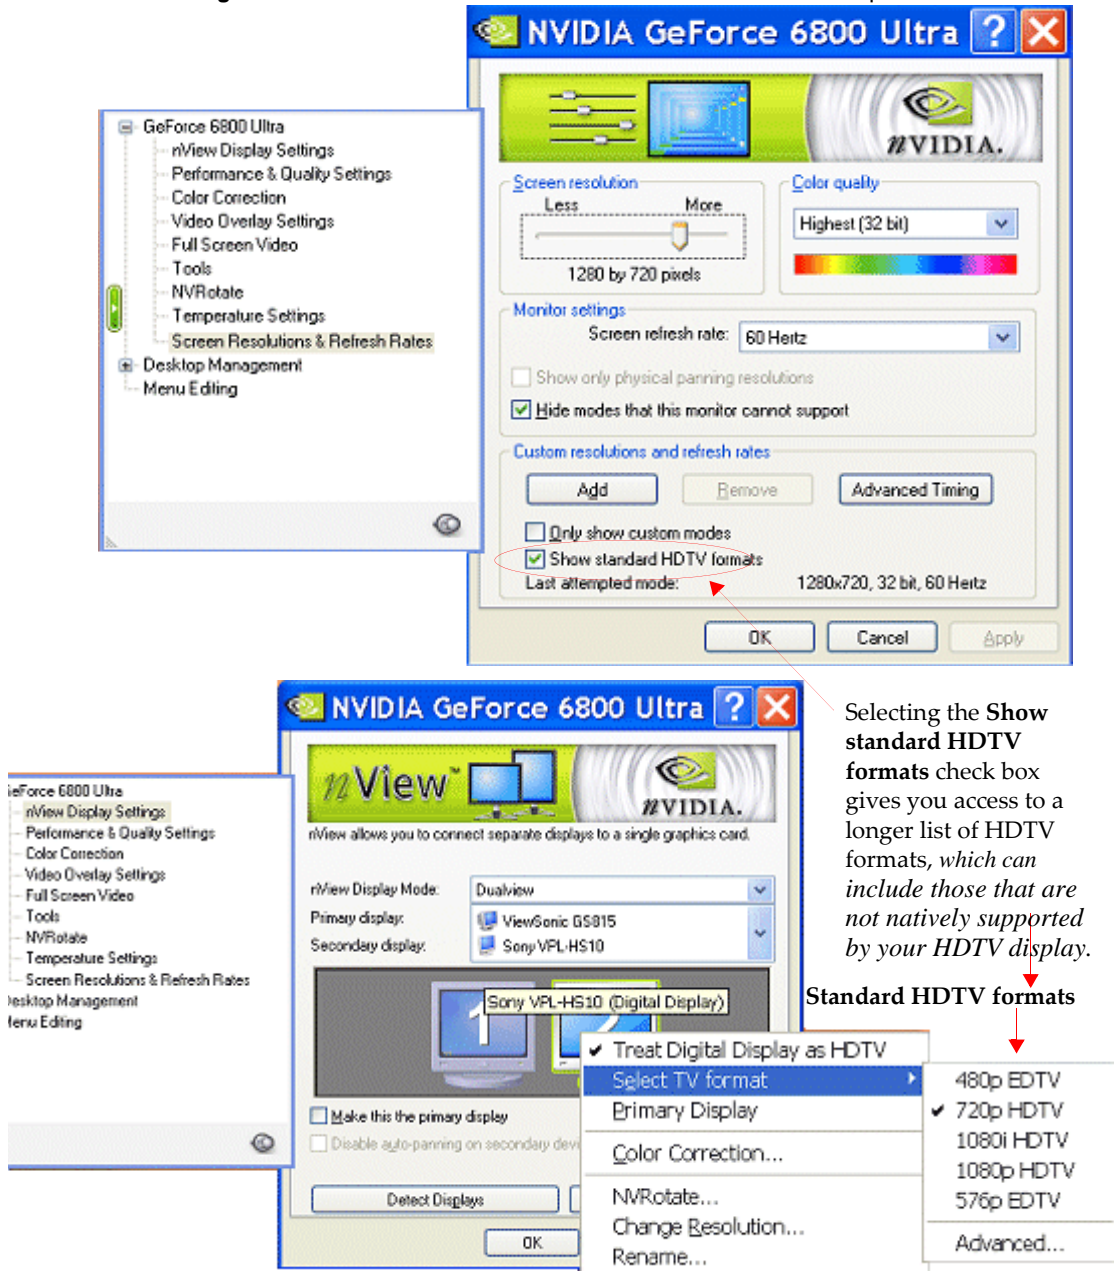 NVIDIA GeForce 6800 Ultra
GeForce 6800 Ultra
nView Display Settings
Performance & Quality Settings
Color Correction
Video Overlay Settings
Full Screen Video
Tools
NVRotate
Temperature Settings
Screen Resolutions & Refresh Rates
Desktop Management
Menu Editing
nVIDIA.
Screen resolution
Less More
1280 by 720 pixels
Color quality
Highest (32 bit)
Monitor settings
Screen refresh rate: 60 Hertz
Show only physical panning resolutions
Hide modes that this monitor cannot support
Custom resolutions and refresh rates
Add Remove Advanced Timing
Only show custom modes
Show standard HDTV formats
Last attempted mode: 1280x720, 32 bit, 60 Hertz
OK Cancel Apply
Selecting the Show
standard HDTV
formats check box
gives you access to a
longer list of HDTV
formats, which can
include those that are
not natively supported
by your HDTV display.
Standard HDTV formats
NVIDIA GeForce 6800 Ultra
eForce 6800 Ultra
nView Display Settings
Performance & Quality Settings
Color Correction
Video Overlay Settings
Full Screen Video
Tools
NVRotate
Temperature Settings
Screen Resolutions & Refresh Rates
esktop Management
enu Editing
nView™
nVIDIA.
nView allows you to connect separate displays to a single graphics card.
nView Display Mode: Dualview
Primary display: ViewSonic GS815
Secondary display: Sony VPL-HS10
Sony VPL-HS10 (Digital Display)
1 2
Make this the primary display
Disable auto-panning on secondary devi
Detect Displays
OK
Treat Digital Display as HDTV
Select TV format
Primary Display
Color Correction...
NVRotate...
Change Resolution...
Rename...
480p EDTV
720p HDTV
1080i HDTV
1080p HDTV
576p EDTV
Advanced...